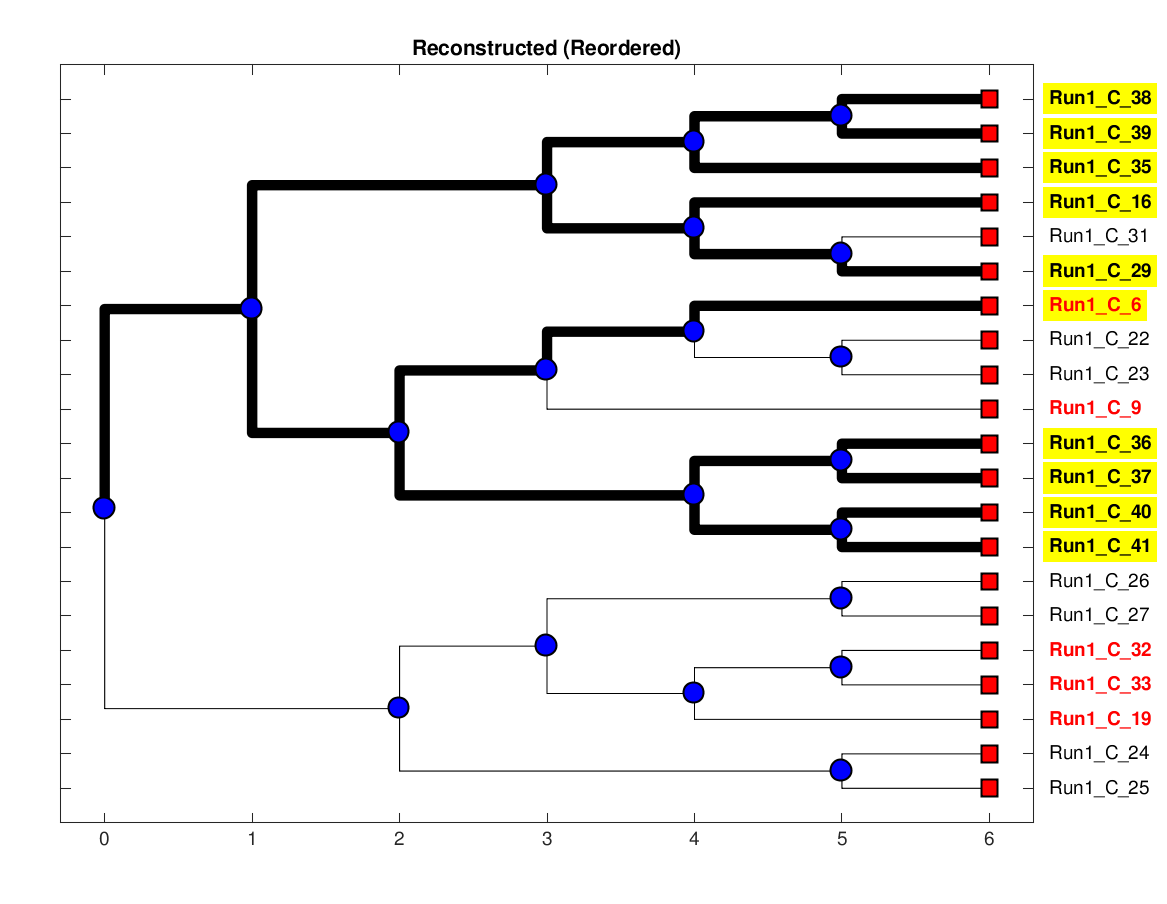 Reconstructed (Reordered)
Run1_C_38
Run1_C_39
Run1_C_35
Run1_C_16
Run1_C_31
Run1_C_29
Run1_C_6
Run1_C_22
Run1_C_23
Run1_C_9
Run1_C_36
Run1_C_37
Run1_C_40
Run1_C_41
Run1_C_26
Run1_C_27
Run1_C_32
Run1_C_33
Run1_C_19
Run1_C_24
Run1_C_25
0 1 2 3 4 5 6